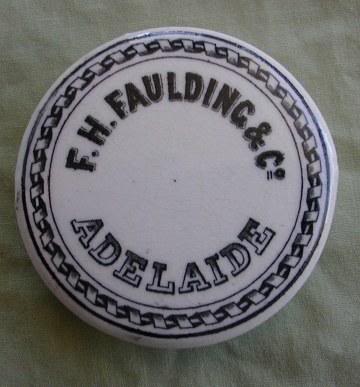 F. H. FAULDING & Co
ADELAIDE